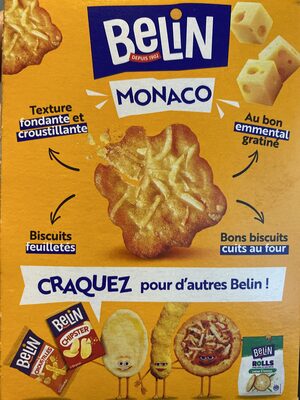 BELIN
DEPUIS 1902
MONACO
Texture
fondante et
croustillante
Au bon
emmental
gratiné
Biscuits
feuilletés
Bons biscuits
cuits au four
CRAQUEZ pour d'autres Belin !
BELIN
BELIN
CHIPSTER
BELIN
ROLLS